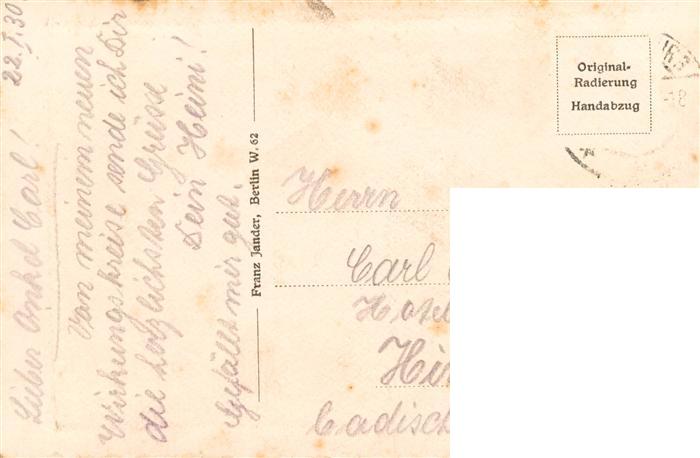 22.I.30
Lieber Onkel Carl!
Von meinem neuen
Wirkungskreise sende ich Dir
die herzlichsten Grüsse
Dein Heini!
Gefällt mir gut.
Franz Jander, Berlin W. 62
Original-
Radierung
Handabzug
Herrn
Carl
Hotel
Badisch